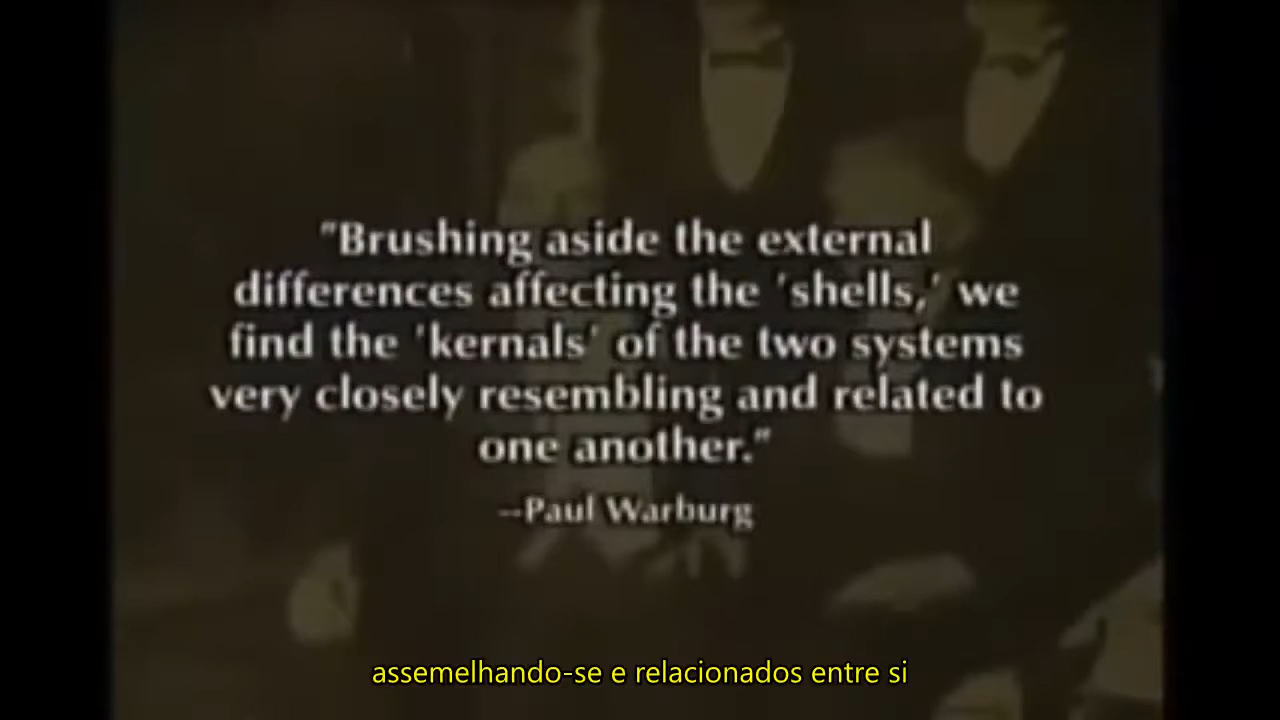 "Brushing aside the external
differences affecting the 'shells,' we
find the 'kernals' of the two systems
very closely resembling and related to
one another."
--Paul Warburg
assemelhando-se e relacionados entre si